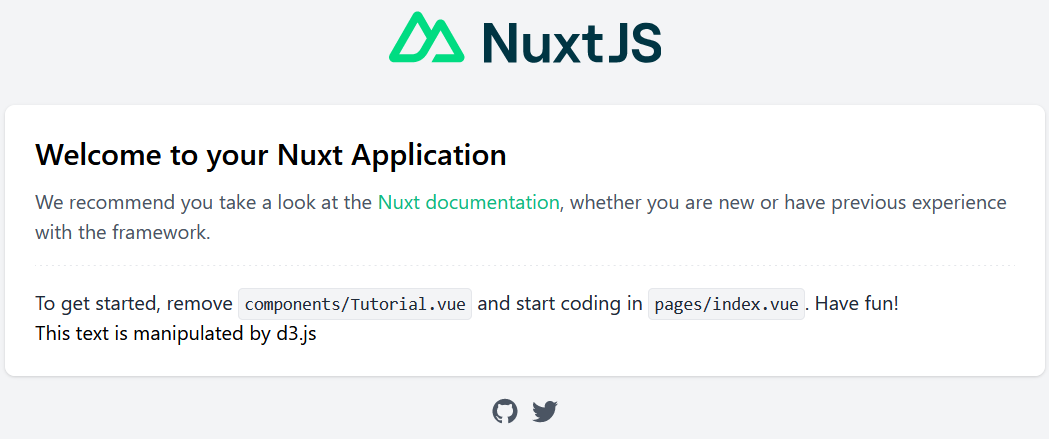 NuxtJS
Welcome to your Nuxt Application
We recommend you take a look at the Nuxt documentation, whether you are new or have previous experience
with the framework.
To get started, remove components/Tutorial.vue and start coding in pages/index.vue. Have fun!
This text is manipulated by d3.js